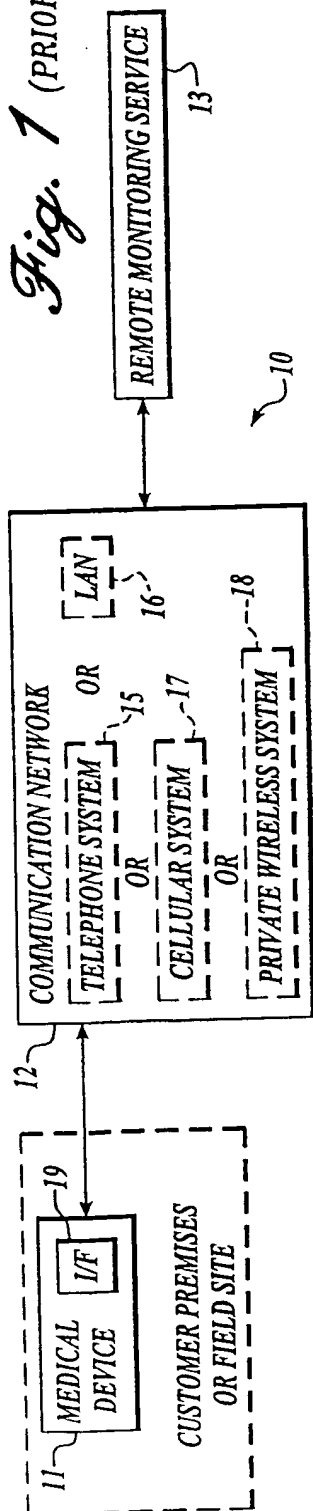 Fig. 1 (PRIOR
11
MEDICAL
DEVICE
I/F
19
CUSTOMER PREMISES
OR FIELD SITE
12
COMMUNICATION NETWORK
TELEPHONE SYSTEM
15
OR
LAN
16
OR
CELLULAR SYSTEM
17
OR
PRIVATE WIRELESS SYSTEM
18
REMOTE MONITORING SERVICE
13
10